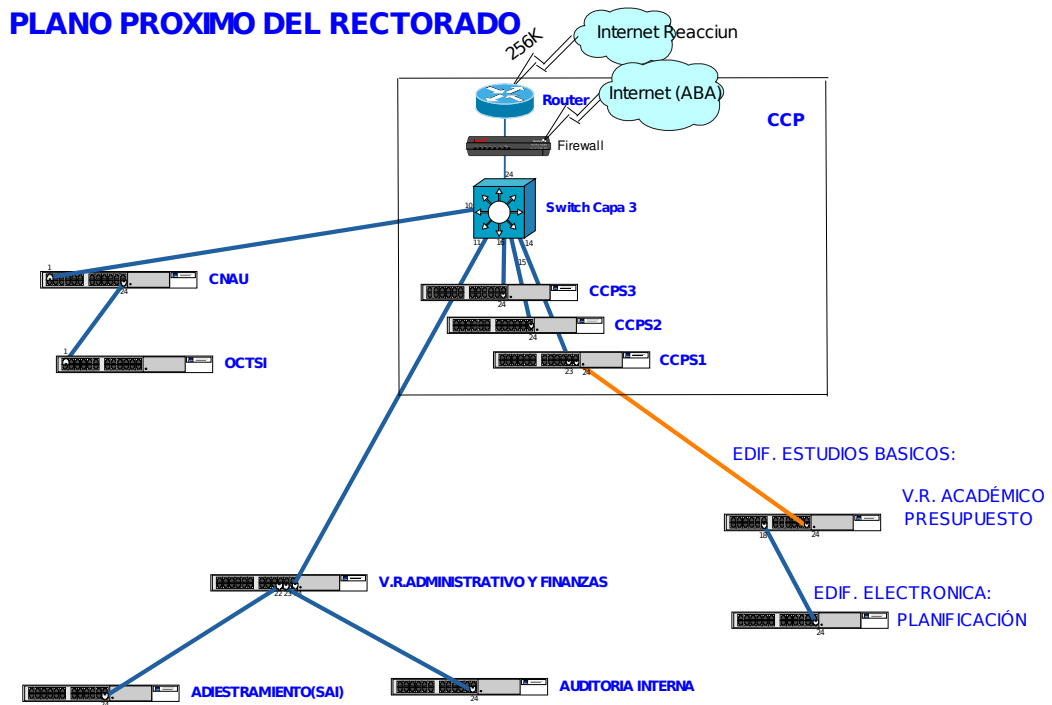 PLANO PROXIMO DEL RECTORADO
256K
Internet Reacciun
Internet (ABA)
Router
CCP
Firewall
24
Switch Capa 3
10
11
16
14
15
1
CNAU
24
CCPS3
24
CCPS2
24
1
OCTSI
CCPS1
23
24
EDIF. ESTUDIOS BASICOS:
V.R. ACADÉMICO
PRESUPUESTO
18
24
V.R.ADMINISTRATIVO Y FINANZAS
22
23
EDIF. ELECTRONICA:
PLANIFICACIÓN
24
ADIESTRAMIENTO(SAI)
24
AUDITORIA INTERNA
24